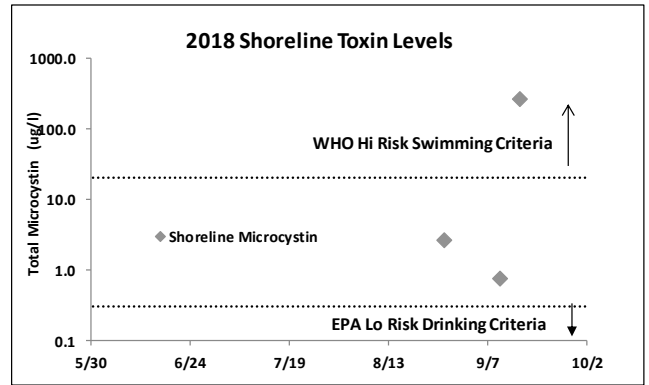 2018 Shoreline Toxin Levels
Total Microcystin (ug/l)
1000.0
100.0
10.0
1.0
0.1
WHO Hi Risk Swimming Criteria
Shoreline Microcystin
EPA Lo Risk Drinking Criteria
5/30 6/24 7/19 8/13 9/7 10/2